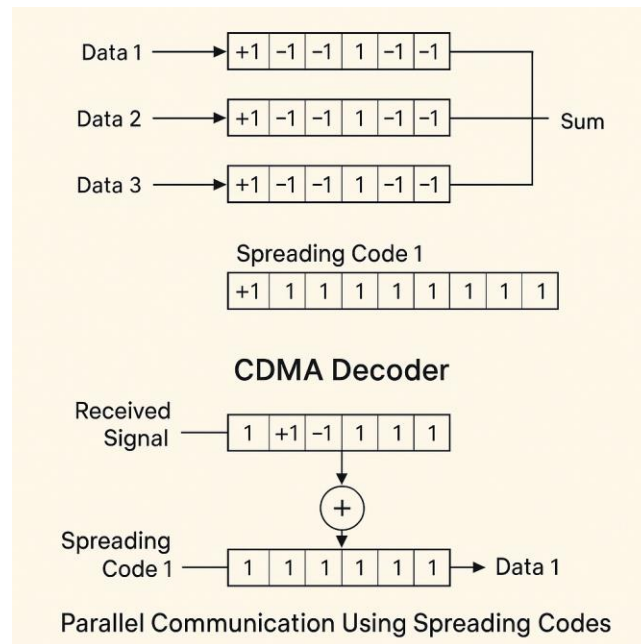 Data 1 +1 −1 −1 1 −1 −1
Data 2 +1 −1 −1 1 −1 −1 Sum
Data 3 +1 −1 −1 1 −1 −1
Spreading Code 1
+1 1 1 1 1 1 1 1 1
CDMA Decoder
Received
Signal
1 +1 −1 1 1 1
+
Spreading
Code 1
1 1 1 1 1 1 Data 1
Parallel Communication Using Spreading Codes